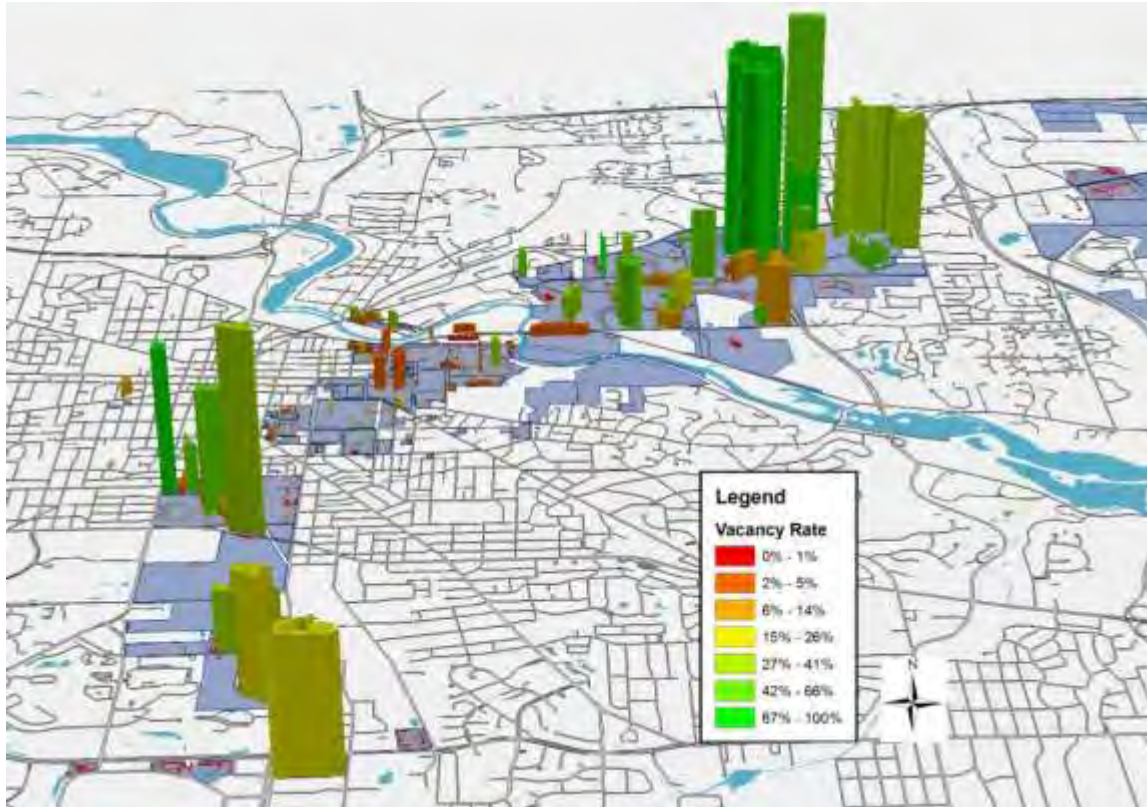 Legend
Vacancy Rate
0% - 1%
2% - 5%
6% - 14%
15% - 26%
27% - 41%
42% - 66%
67% - 100%
N